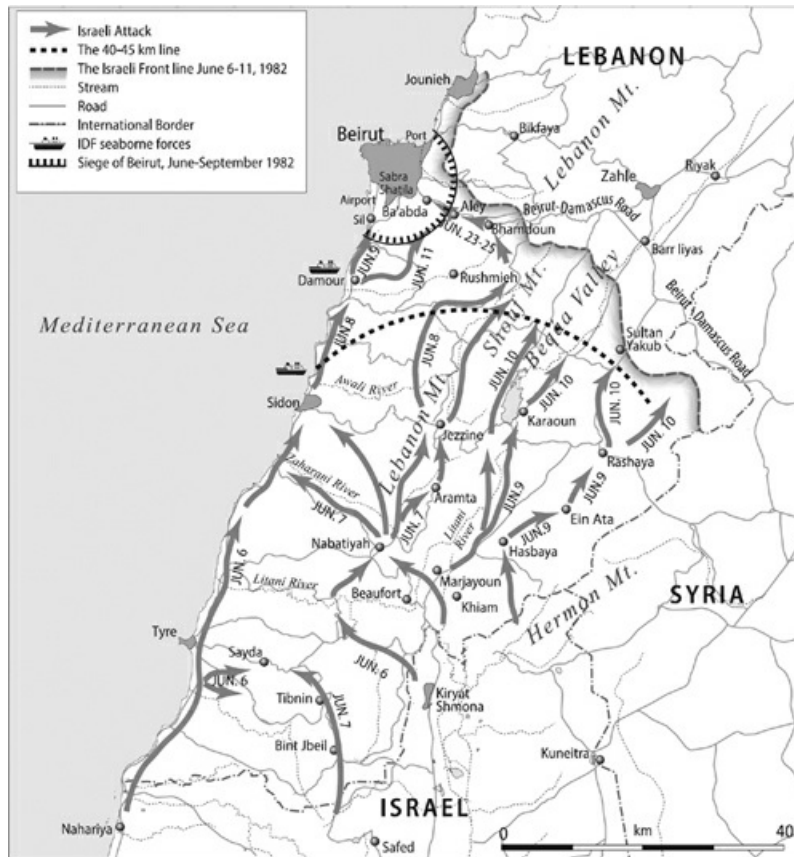 Israeli Attack
The 40-45 km line
The Israeli Front line June 6-11, 1982
Stream
Road
International Border
IDF seaborne forces
Siege of Beirut, June-September 1982
LEBANON
Jounieh
Lebanon Mt.
Bikfaya
Beirut
Port
Riyak
Zahle
Sabra
Shatila
Airport
Ba'abda
Aley
Beirut-Damascus Road
Sil
Bhamdoun
JUN. 23-25
Barr Iiyas
JUN. 9
JUN. 11
Damour
Rushmieh
Shouf Mt.
Beqqa Valley
Beirut-Damascus Road
Mediterranean Sea
JUN. 8
JUN. 8
Sultan
Yakub
JUN. 10
JUN. 10
JUN. 10
JUN. 10
Awali River
Sidon
Lebanon Mt.
Karaoun
Jezzine
Rashaya
Zaharani River
Aramta
JUN. 7
JUN. 7
JUN. 9
JUN. 9
Litani River
Ein Ata
JUN. 9
Nabatiyah
Hasbaya
JUN. 6
Litani River
Marjayoun
Beaufort
Khiam
Hermon Mt.
SYRIA
Tyre
Sayda
JUN. 6
JUN. 6
Tibnin
JUN. 7
Kiryat
Shmona
Bint Jbeil
Kuneitra
ISRAEL
Nahariya
Safed
0 km 40